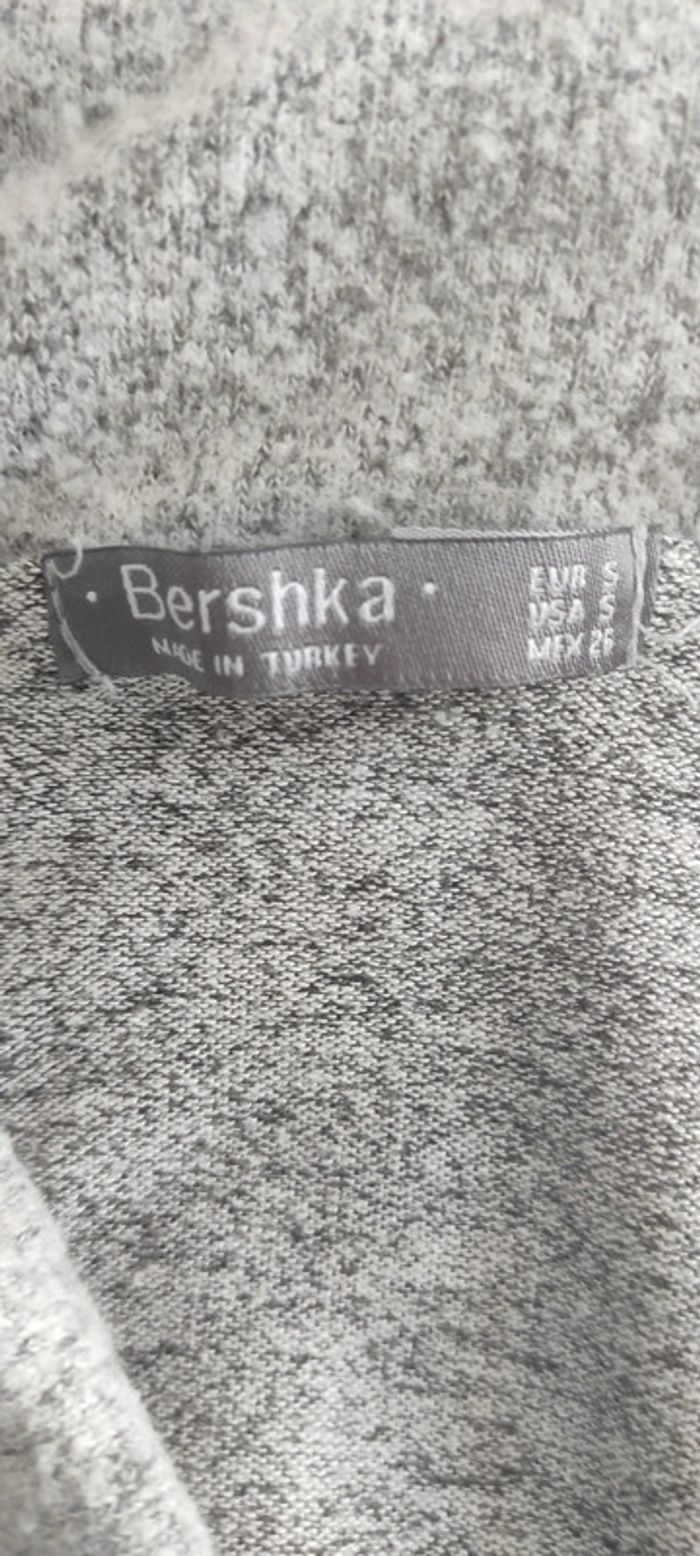 · Bershka ·
MADE IN TURKEY
EUR S
USA S
MEX 26